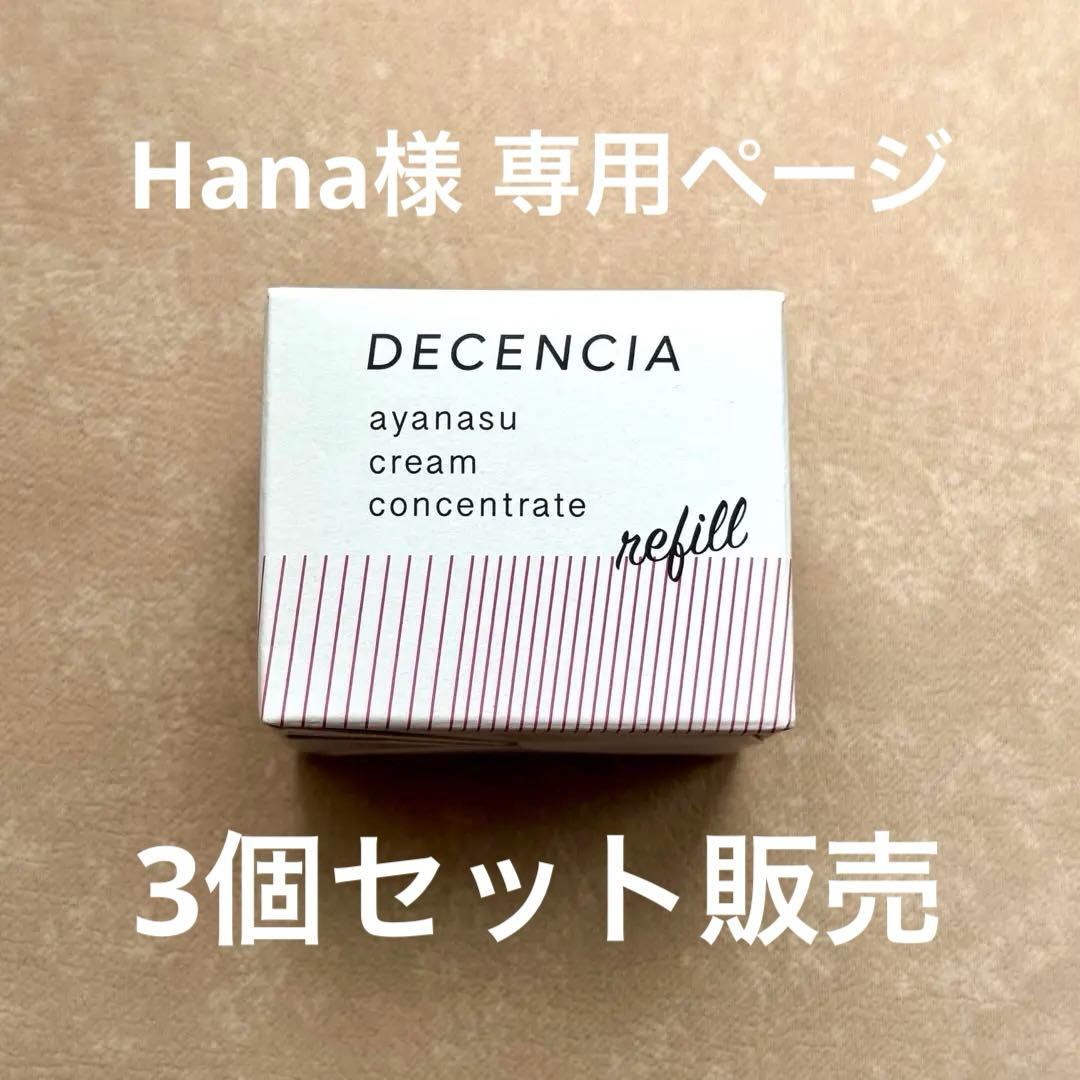 Hana様 専用ページ
DECENCIA
ayanasu
cream
concentrate
refill
3個セット販売